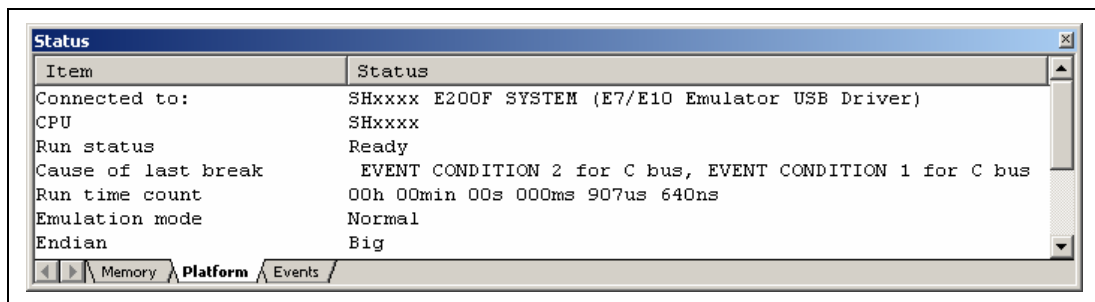 Status
Item Status
Connected to: SHxxxx E200F SYSTEM (E7/E10 Emulator USB Driver)
CPU SHxxxx
Run status Ready
Cause of last break EVENT CONDITION 2 for C bus, EVENT CONDITION 1 for C bus
Run time count 00h 00min 00s 000ms 907us 640ns
Emulation mode Normal
Endian Big
Memory Platform Events